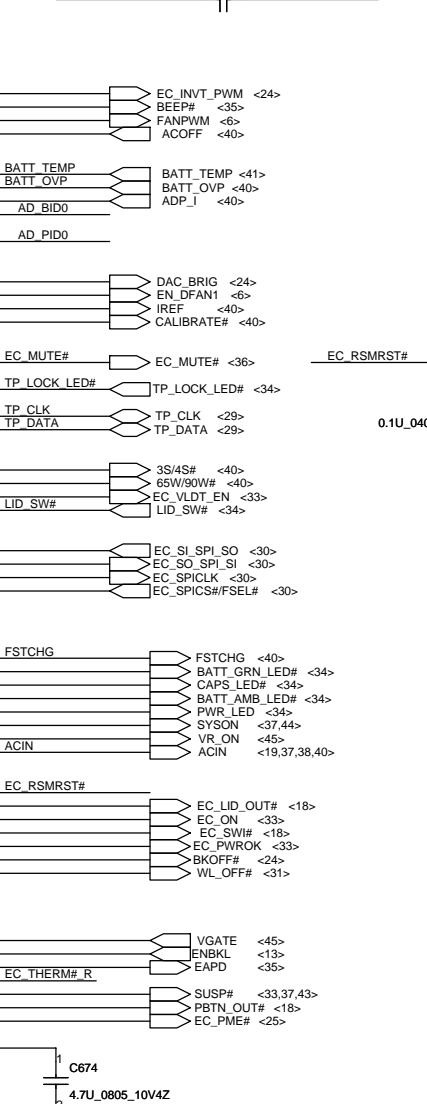 EC_INVT_PWM <24>
BEEP# <35>
FANPWM <6>
ACOFF <40>
BATT_TEMP BATT_TEMP <41>
BATT_OVP BATT_OVP <40>
ADP_I <40>
AD_BID0
AD_PID0
DAC_BRIG <24>
EN_DFAN1 <6>
IREF <40>
CALIBRATE# <40>
EC_MUTE# EC_MUTE# <36> EC_RSMRST#
TP_LOCK_LED# TP_LOCK_LED# <34>
TP_CLK TP_CLK <29>
TP_DATA TP_DATA <29> 0.1U_040
3S/4S# <40>
65W/90W# <40>
EC_VLDT_EN <33>
LID_SW# LID_SW# <34>
EC_SI_SPI_SO <30>
EC_SO_SPI_SI <30>
EC_SPICLK <30>
EC_SPICS#/FSEL# <30>
FSTCHG FSTCHG <40>
BATT_GRN_LED# <34>
CAPS_LED# <34>
BATT_AMB_LED# <34>
PWR_LED <34>
SYSON <37,44>
VR_ON <45>
ACIN ACIN <19,37,38,40>
EC_RSMRST#
EC_LID_OUT# <18>
EC_ON <33>
EC_SWI# <18>
EC_PWROK <33>
BKOFF# <24>
WL_OFF# <31>
VGATE <45>
ENBKL <13>
EAPD <35>
EC_THERM#_R
SUSP# <33,37,43>
PBTN_OUT# <18>
EC_PME# <25>
1
C674
4.7U_0805_10V4Z
2